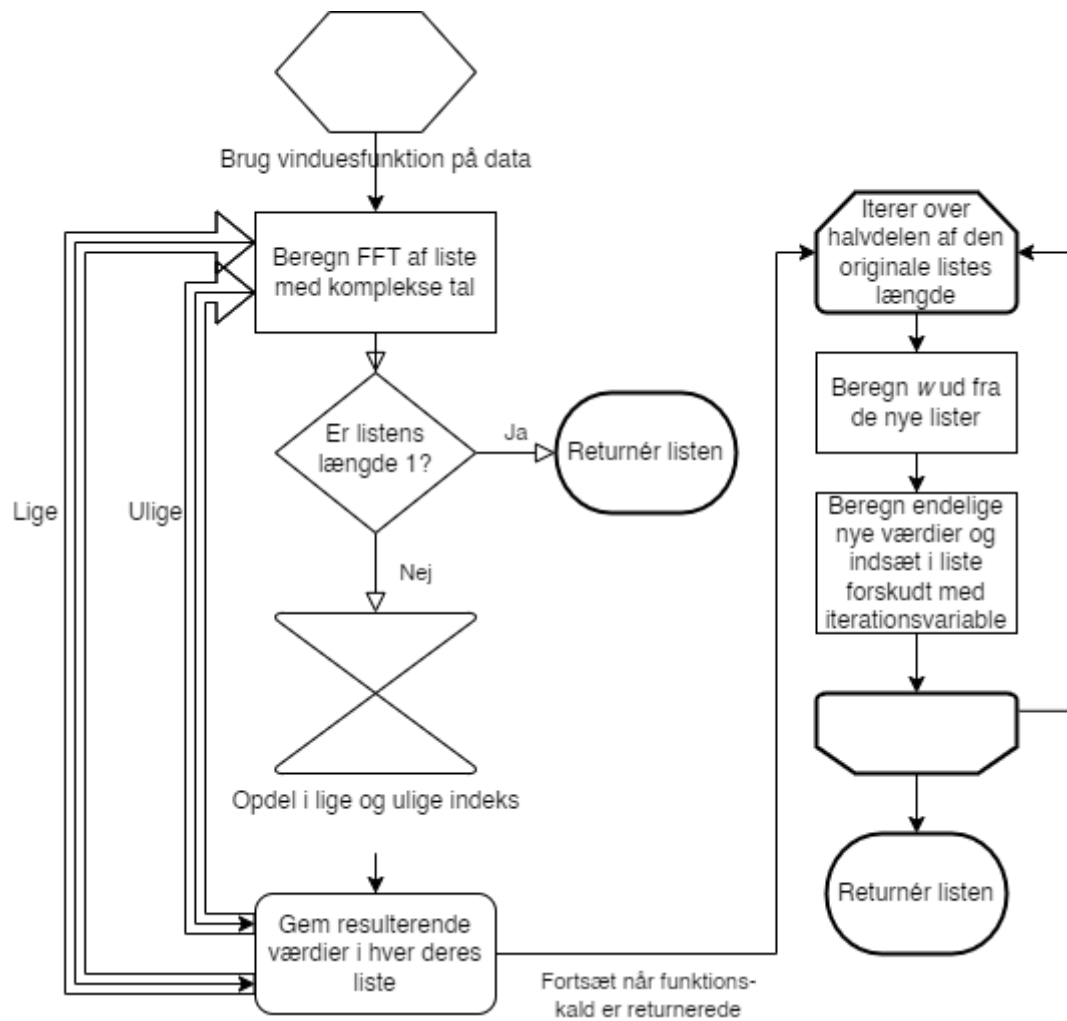 Brug vinduesfunktion på data
Beregn FFT af liste
med komplekse tal
Er listens
længde 1?
Ja
Returnér listen
Lige
Ulige
Nej
Opdel i lige og ulige indeks
Gem resulterende
værdier i hver deres
liste
Fortsæt når funktions-
kald er returnerede
Iterer over
halvdelen af den
originale listes
længde
Beregn w ud fra
de nye lister
Beregn endelige
nye værdier og
indsæt i liste
forskudt med
iterationsvariable
Returnér listen